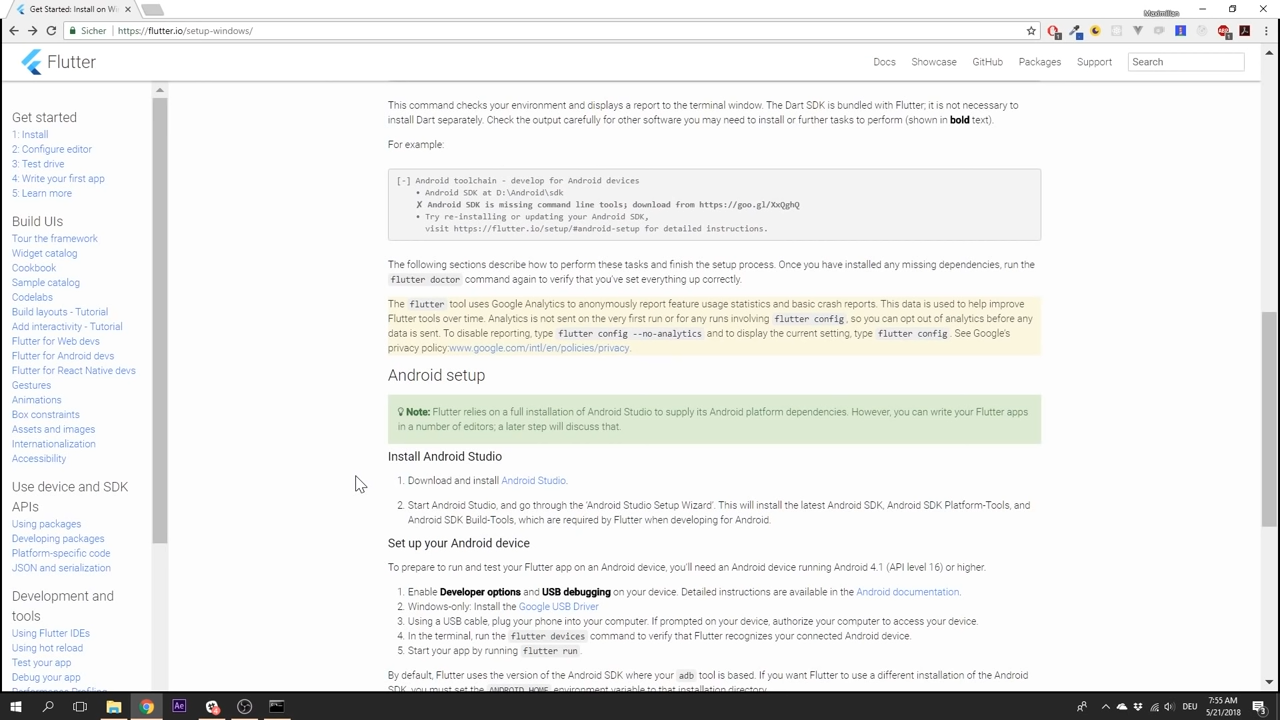 Get Started: Install on Wi
Maximilian
Sicher
https://flutter.io/setup-windows/
Flutter
Docs
Showcase
GitHub
Packages
Support
Search
Get started
1: Install
2: Configure editor
3: Test drive
4: Write your first app
5: Learn more
Build UIs
Tour the framework
Widget catalog
Cookbook
Sample catalog
Codelabs
Build layouts - Tutorial
Add interactivity - Tutorial
Flutter for Web devs
Flutter for Android devs
Flutter for React Native devs
Gestures
Animations
Box constraints
Assets and images
Internationalization
Accessibility
Use device and SDK
APIs
Using packages
Developing packages
Platform-specific code
JSON and serialization
Development and
tools
Using Flutter IDEs
Using hot reload
Test your app
Debug your app
Performance Profiling
This command checks your environment and displays a report to the terminal window. The Dart SDK is bundled with Flutter; it is not necessary to
install Dart separately. Check the output carefully for other software you may need to install or further tasks to perform (shown in bold text).
For example:
[-] Android toolchain - develop for Android devices
• Android SDK at D:\Android\sdk
✗ Android SDK is missing command line tools; download from https://goo.gl/XxQghQ
• Try re-installing or updating your Android SDK,
visit https://flutter.io/setup/#android-setup for detailed instructions.
The following sections describe how to perform these tasks and finish the setup process. Once you have installed any missing dependencies, run the
flutter doctor command again to verify that you've set everything up correctly.
The flutter tool uses Google Analytics to anonymously report feature usage statistics and basic crash reports. This data is used to help improve
Flutter tools over time. Analytics is not sent on the very first run or for any runs involving flutter config, so you can opt out of analytics before any
data is sent. To disable reporting, type flutter config --no-analytics and to display the current setting, type flutter config. See Google's
privacy policy:www.google.com/intl/en/policies/privacy.
Android setup
Note: Flutter relies on a full installation of Android Studio to supply its Android platform dependencies. However, you can write your Flutter apps
in a number of editors; a later step will discuss that.
Install Android Studio
1. Download and install Android Studio.
2. Start Android Studio, and go through the 'Android Studio Setup Wizard'. This will install the latest Android SDK, Android SDK Platform-Tools, and
Android SDK Build-Tools, which are required by Flutter when developing for Android.
Set up your Android device
To prepare to run and test your Flutter app on an Android device, you'll need an Android device running Android 4.1 (API level 16) or higher.
1. Enable Developer options and USB debugging on your device. Detailed instructions are available in the Android documentation.
2. Windows-only: Install the Google USB Driver
3. Using a USB cable, plug your phone into your computer. If prompted on your device, authorize your computer to access your device.
4. In the terminal, run the flutter devices command to verify that Flutter recognizes your connected Android device.
5. Start your app by running flutter run.
By default, Flutter uses the version of the Android SDK where your adb tool is based. If you want Flutter to use a different installation of the Android
SDK, you must set the ANDROID_HOME environment variable to that installation directory.
Ae
DEU
7:55 AM
5/21/2018
3